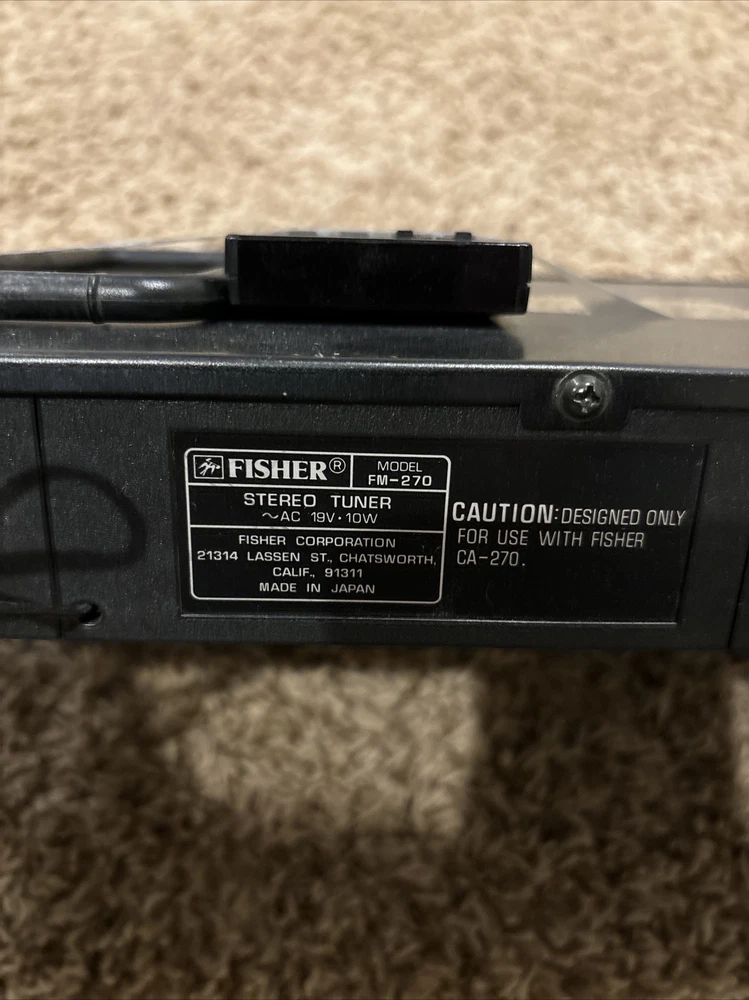 FISHER®
MODEL
FM-270
STEREO TUNER
~AC 19V·10W
FISHER CORPORATION
21314 LASSEN ST., CHATSWORTH,
CALIF., 91311
MADE IN JAPAN
CAUTION: DESIGNED ONLY
FOR USE WITH FISHER
CA-270.